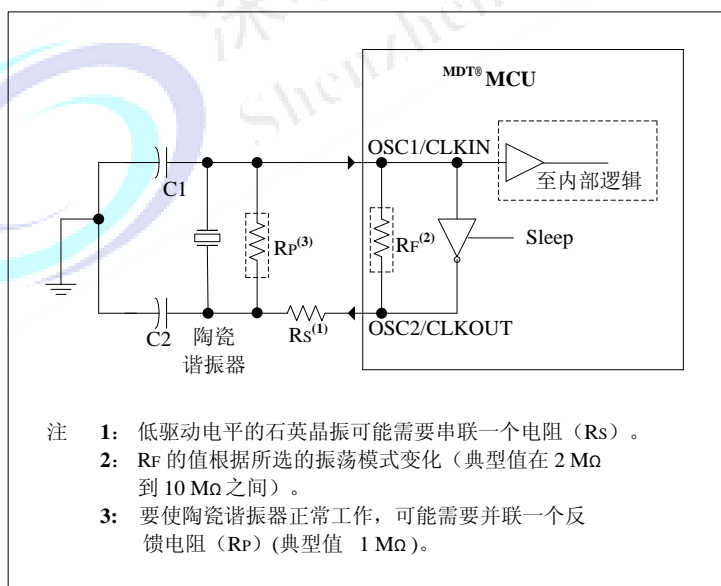 深
Shenzhen
MDT® MCU
OSC1/CLKIN
C1
至内部逻辑
RP(3)
RF(2)
Sleep
C2
陶瓷
谐振器
RS(1)
OSC2/CLKOUT
注 1: 低驱动电平的石英晶振可能需要串联一个电阻（RS）。
2: RF 的值根据所选的振荡模式变化（典型值在 2 MΩ
到 10 MΩ 之间）。
3: 要使陶瓷谐振器正常工作，可能需要并联一个反
馈电阻（RP）(典型值 1 MΩ )。